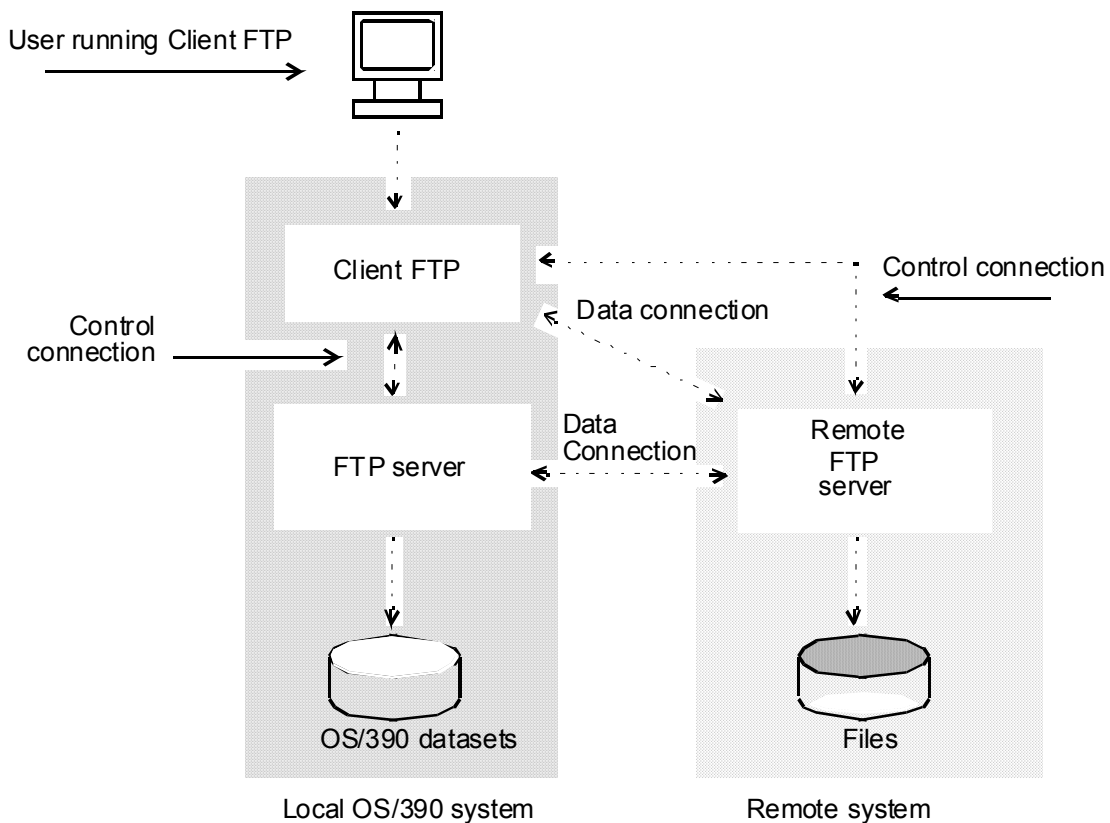 User running Client FTP
Client FTP
Control connection
Data connection
Control
connection
Data
Connection
FTP server
Remote
FTP
server
OS/390 datasets
Files
Local OS/390 system
Remote system